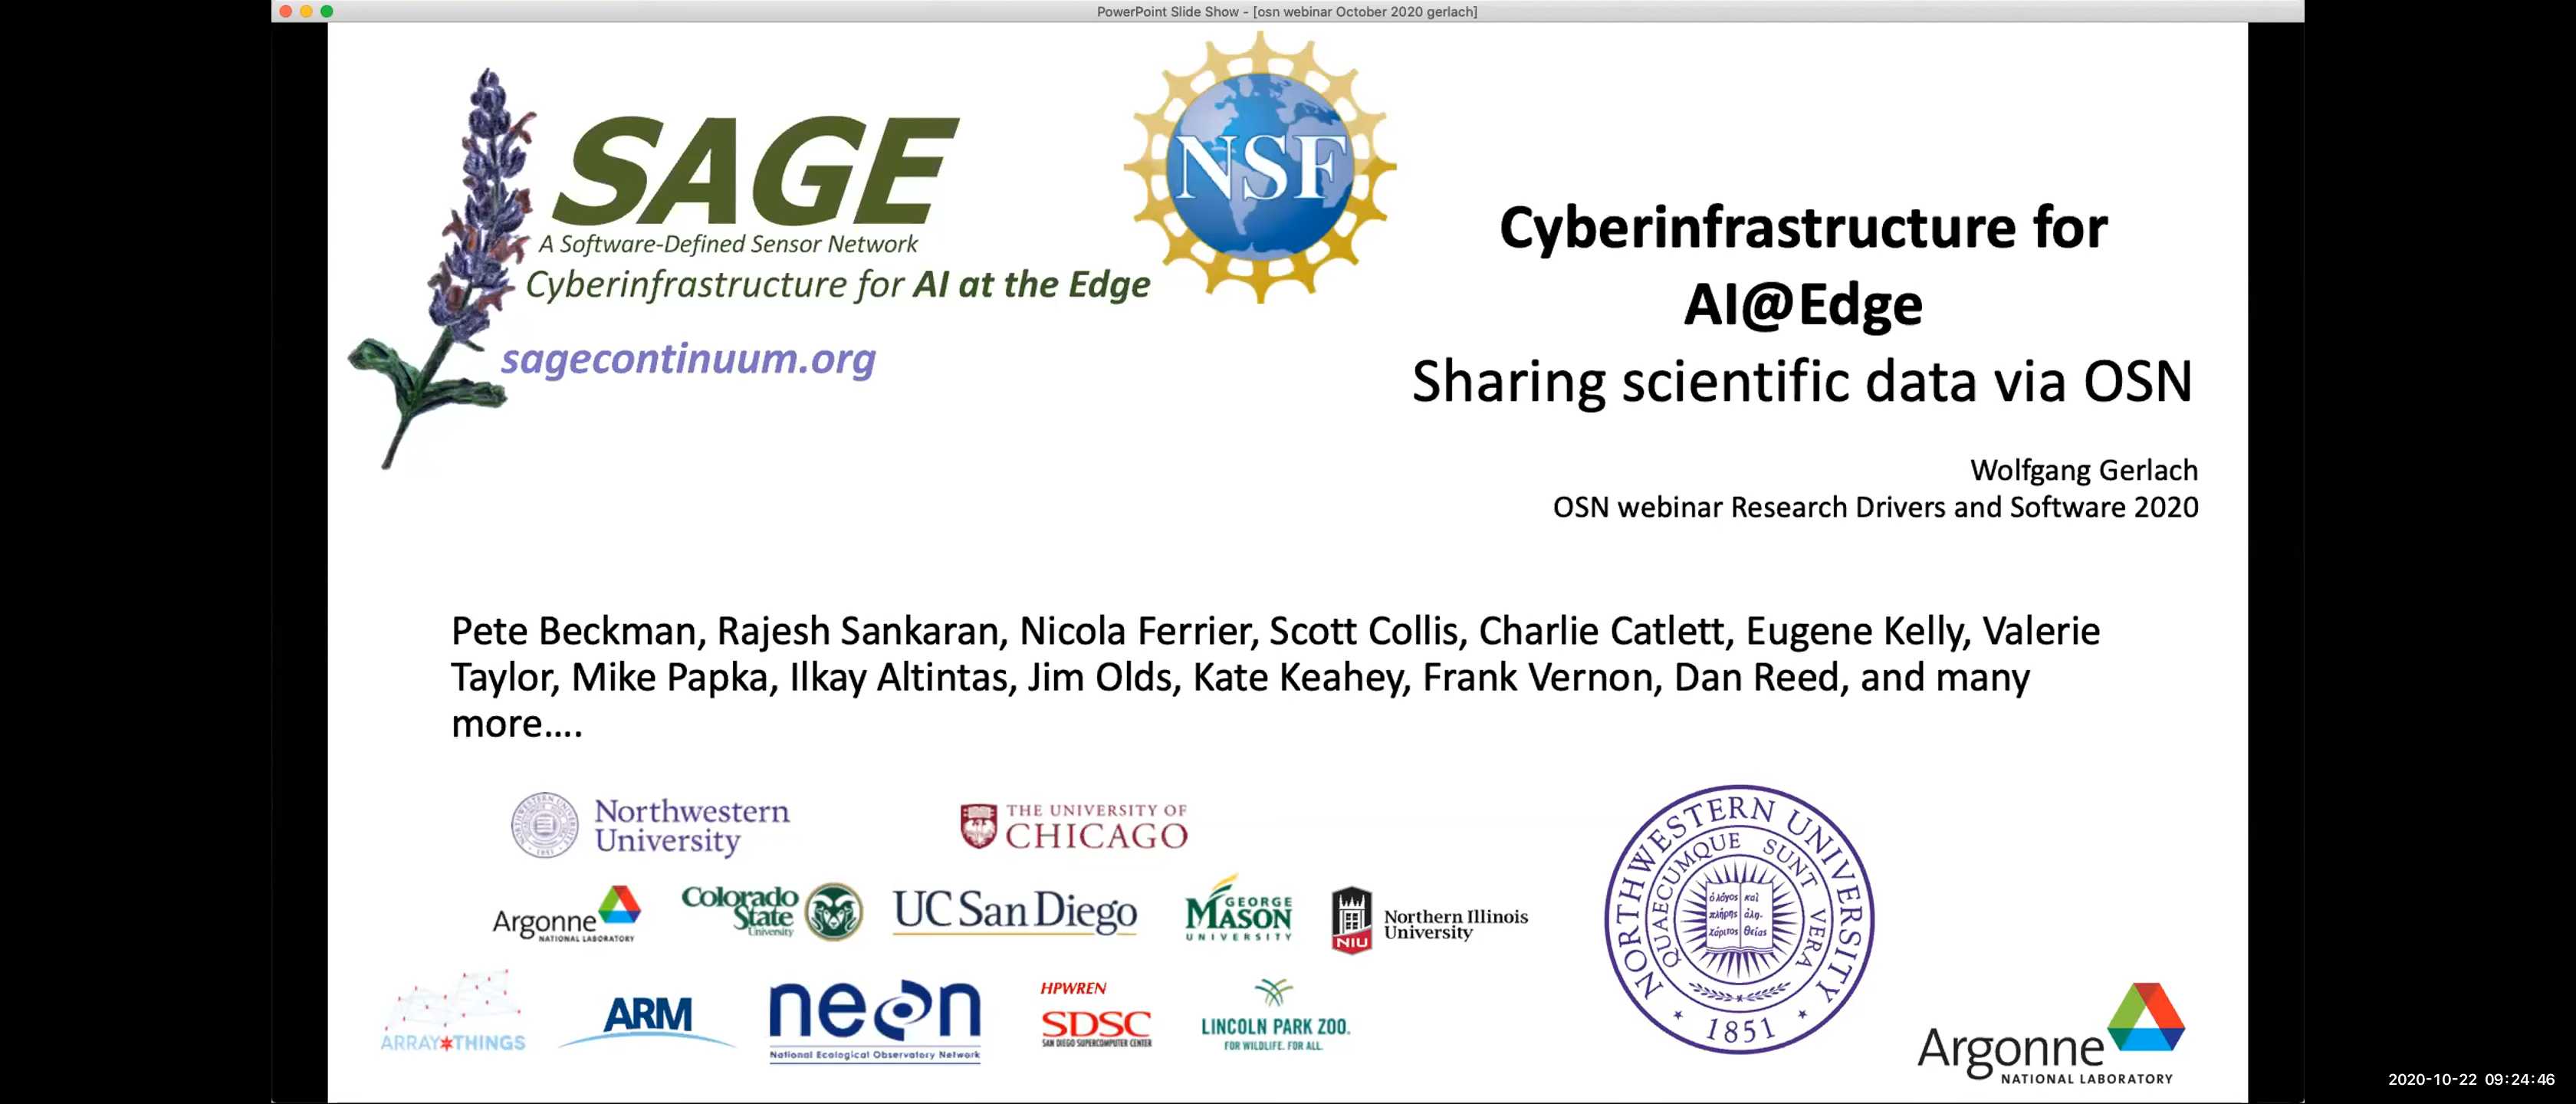 PowerPoint Slide Show - [osn webinar October 2020 gerlach]
SAGE
A Software-Defined Sensor Network
Cyberinfrastructure for AI at the Edge
sagecontinuum.org
NSF
Cyberinfrastructure for
AI@Edge
Sharing scientific data via OSN
Wolfgang Gerlach
OSN webinar Research Drivers and Software 2020
Pete Beckman, Rajesh Sankaran, Nicola Ferrier, Scott Collis, Charlie Catlett, Eugene Kelly, Valerie
Taylor, Mike Papka, Ilkay Altintas, Jim Olds, Kate Keahey, Frank Vernon, Dan Reed, and many
more....
Northwestern
University
THE UNIVERSITY OF
CHICAGO
Argonne
NATIONAL LABORATORY
Colorado
State
University
UC San Diego
GEORGE
MASON
UNIVERSITY
NIU
Northern Illinois
University
ARRAY THINGS
ARM
neon
National Ecological Observatory Network
HPWREN
SDSC
SAN DIEGO SUPERCOMPUTER CENTER
LINCOLN PARK ZOO.
FOR WILDLIFE. FOR ALL.
NORTHWESTERN UNIVERSITY
QUAECUMQUE SUNT VERA
ὁ λόγος καὶ
πλήρης ἀλη-
χάριτος θείας
1851
Argonne
NATIONAL LABORATORY
2020-10-22 09:24:46